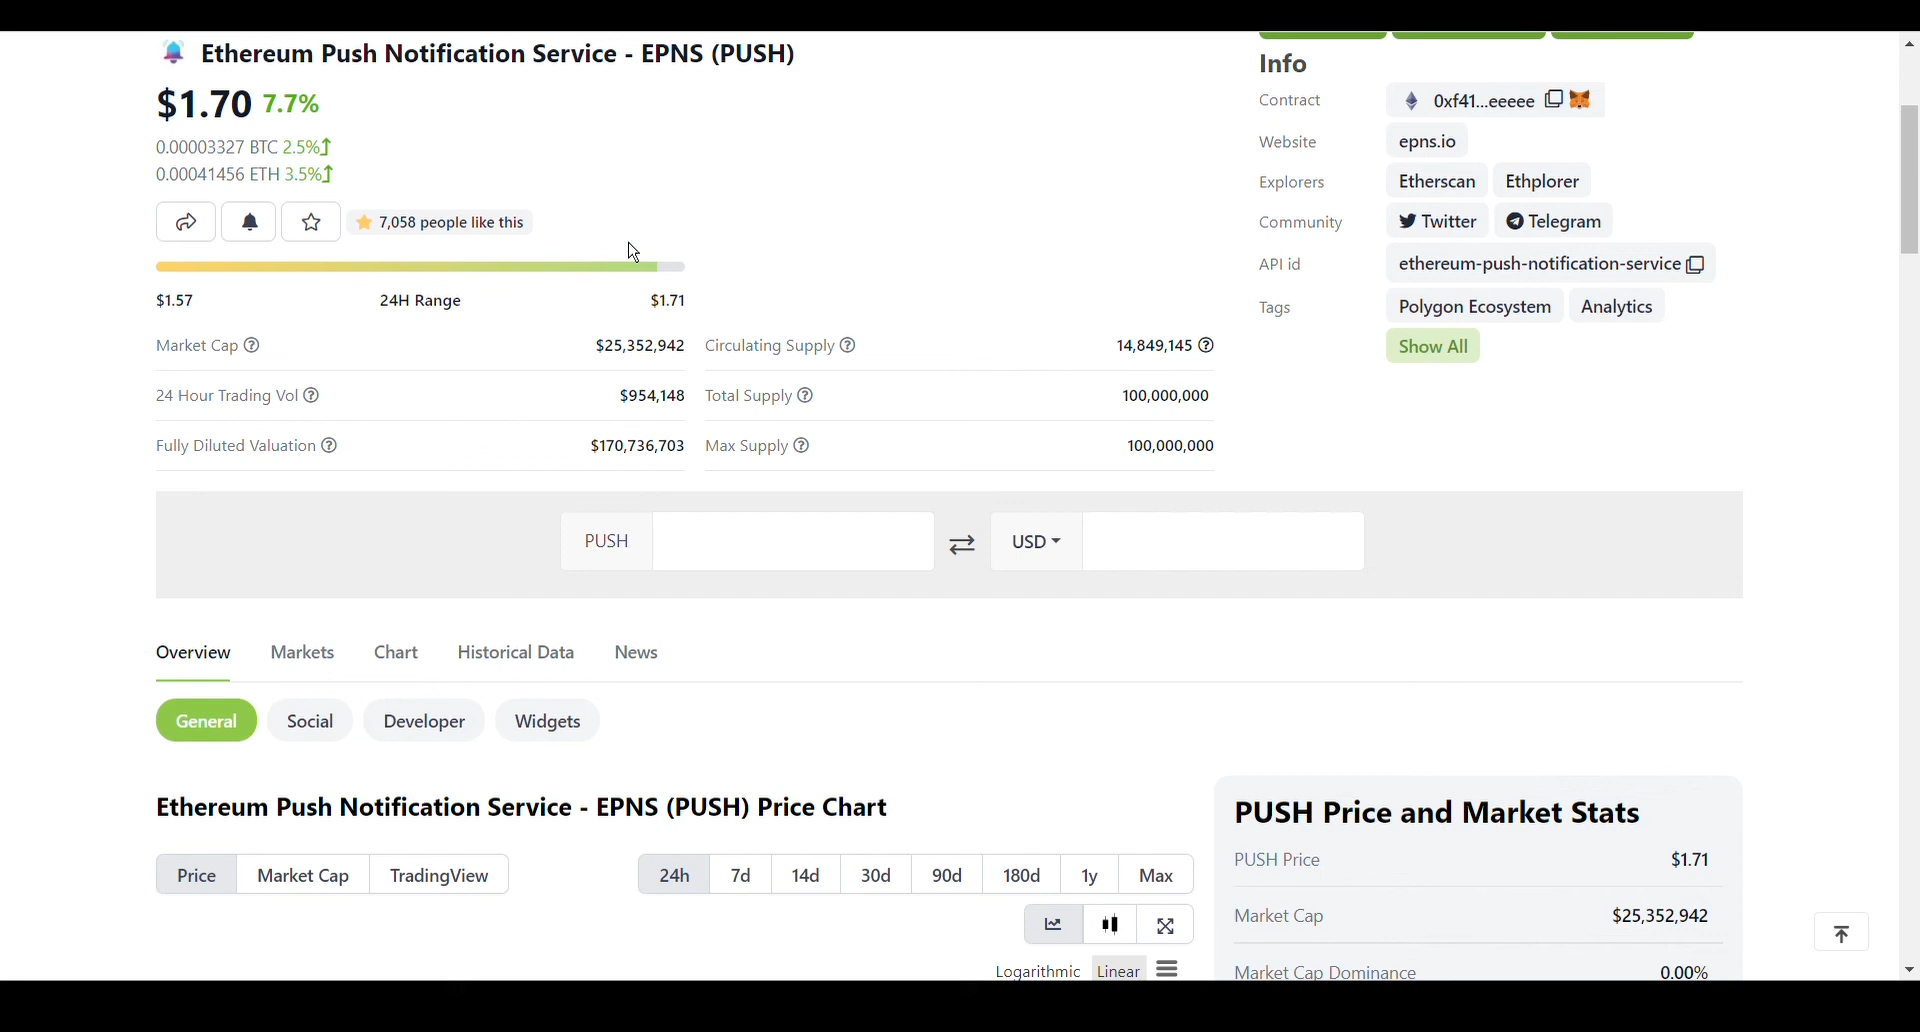 Ethereum Push Notification Service - EPNS (PUSH)
$1.70 7.7%
0.00003327 BTC 2.5%
0.00041456 ETH 3.5%
7,058 people like this
$1.57 24H Range $1.71
Market Cap $25,352,942
24 Hour Trading Vol $954,148
Fully Diluted Valuation $170,736,703
Circulating Supply 14,849,145
Total Supply 100,000,000
Max Supply 100,000,000
Info
Contract 0xf41...eeeee
Website epns.io
Explorers Etherscan Ethplorer
Community Twitter Telegram
API id ethereum-push-notification-service
Tags Polygon Ecosystem Analytics
Show All
PUSH USD
Overview Markets Chart Historical Data News
General Social Developer Widgets
Ethereum Push Notification Service - EPNS (PUSH) Price Chart
Price Market Cap TradingView 24h 7d 14d 30d 90d 180d 1y Max
Logarithmic Linear
PUSH Price and Market Stats
PUSH Price $1.71
Market Cap $25,352,942
Market Cap Dominance 0.00%